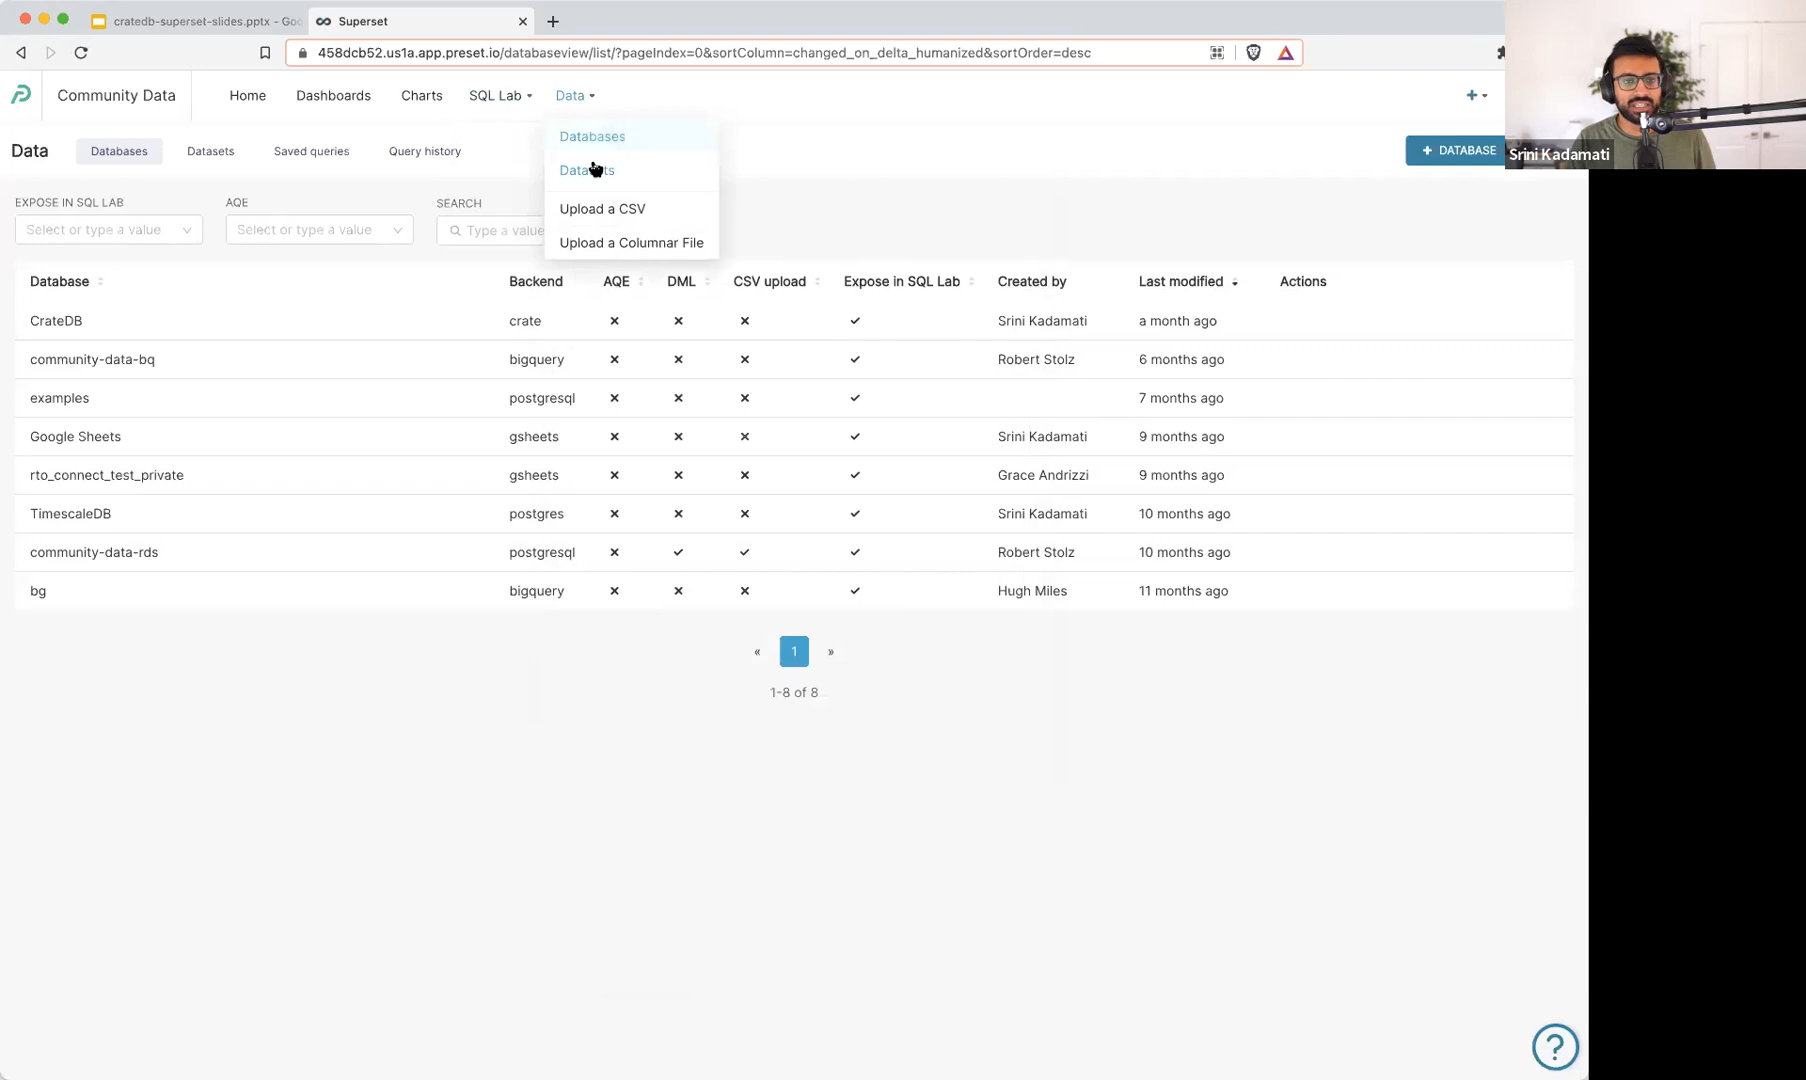 cratedb-superset-slides.pptx - Goo
Superset
458dcb52.us1a.app.preset.io/databaseview/list/?pageIndex=0&sortColumn=changed_on_delta_humanized&sortOrder=desc
Community Data
Home
Dashboards
Charts
SQL Lab
Data
Databases
Upload a CSV
Upload a Columnar File
Data
Databases
Datasets
Saved queries
Query history
+ DATABASE
Srini Kadamati
EXPOSE IN SQL LAB
AQE
SEARCH
Select or type a value
Select or type a value
Type a value
Database Backend AQE DML CSV upload Expose in SQL Lab Created by Last modified Actions
CrateDB crate Srini Kadamati a month ago
community-data-bq bigquery Robert Stolz 6 months ago
examples postgresql 7 months ago
Google Sheets gsheets Srini Kadamati 9 months ago
rto_connect_test_private gsheets Grace Andrizzi 9 months ago
TimescaleDB postgres Srini Kadamati 10 months ago
community-data-rds postgresql Robert Stolz 10 months ago
bg bigquery Hugh Miles 11 months ago
« 1 »
1-8 of 8
?